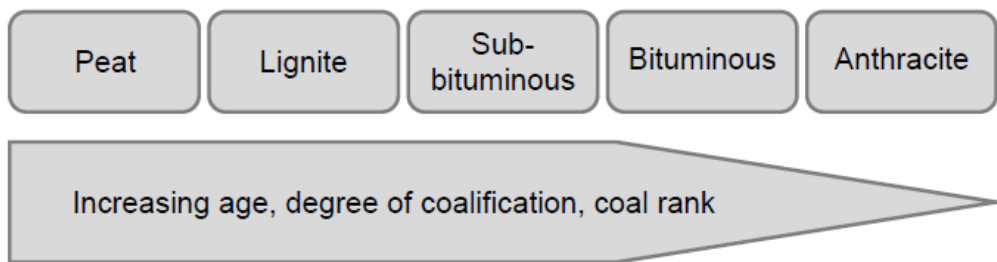 Peat
Lignite
Sub-
bituminous
Bituminous
Anthracite
Increasing age, degree of coalification, coal rank